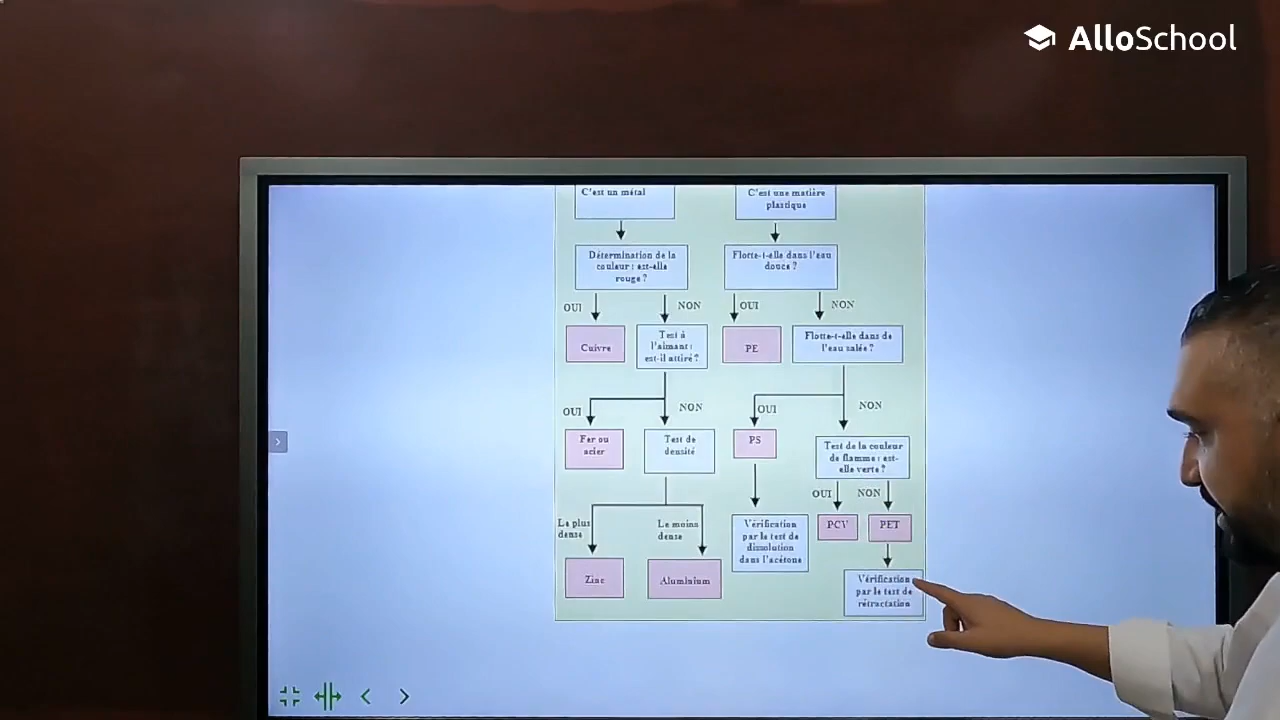 AlloSchool
C'est un métal
C'est une matière
plastique
Détermination de la
couleur : est-elle
rouge ?
Flotte-t-elle dans l'eau
douce ?
OUI
NON
OUI
NON
Cuivre
Test à
l'aimant :
est-il attiré ?
PE
Flotte-t-elle dans de
l'eau salée ?
OUI
NON
OUI
NON
Fer ou
acier
Test de
densité
PS
Test de la couleur
de flamme : est-
elle verte ?
OUI
NON
Le plus
dense
Le moins
dense
Vérification
par le test de
dissolution
dans l'acétone
PCV
PET
Zinc
Aluminium
Vérification
par le test de
rétractation